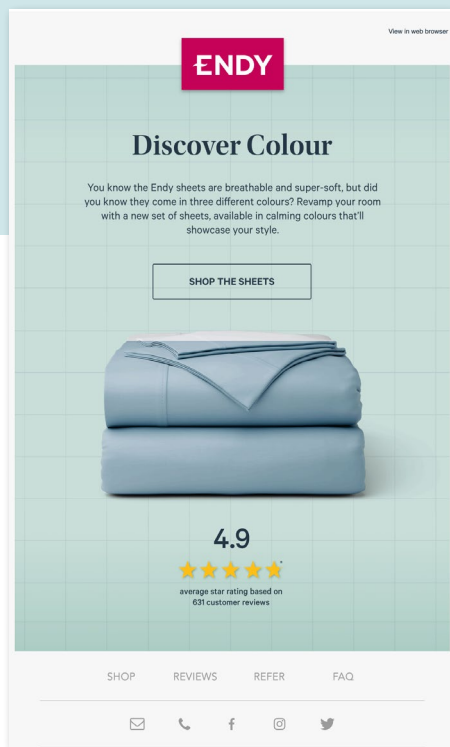 View in web browser
ENDY
Discover Colour
You know the Endy sheets are breathable and super-soft, but did
you know they come in three different colours? Revamp your room
with a new set of sheets, available in calming colours that'll
showcase your style.
SHOP THE SHEETS
4.9
average star rating based on
631 customer reviews
SHOP REVIEWS REFER FAQ